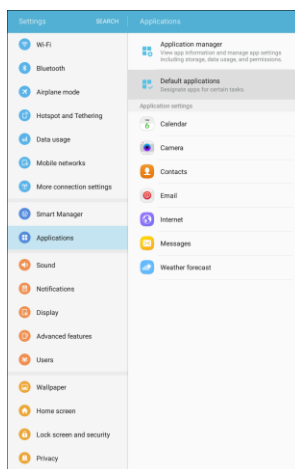 Settings
SEARCH
Wi-Fi
Bluetooth
Airplane mode
Hotspot and Tethering
Data usage
Mobile networks
More connection settings
Smart Manager
Applications
Sound
Notifications
Display
Advanced features
Users
Wallpaper
Home screen
Lock screen and security
Privacy
Applications
Application manager
View app information and manage app settings
including storage, data usage, and permissions.
Default applications
Designate apps for certain tasks.
Application settings
6
Calendar
Camera
Contacts
Email
Internet
Messages
Weather forecast